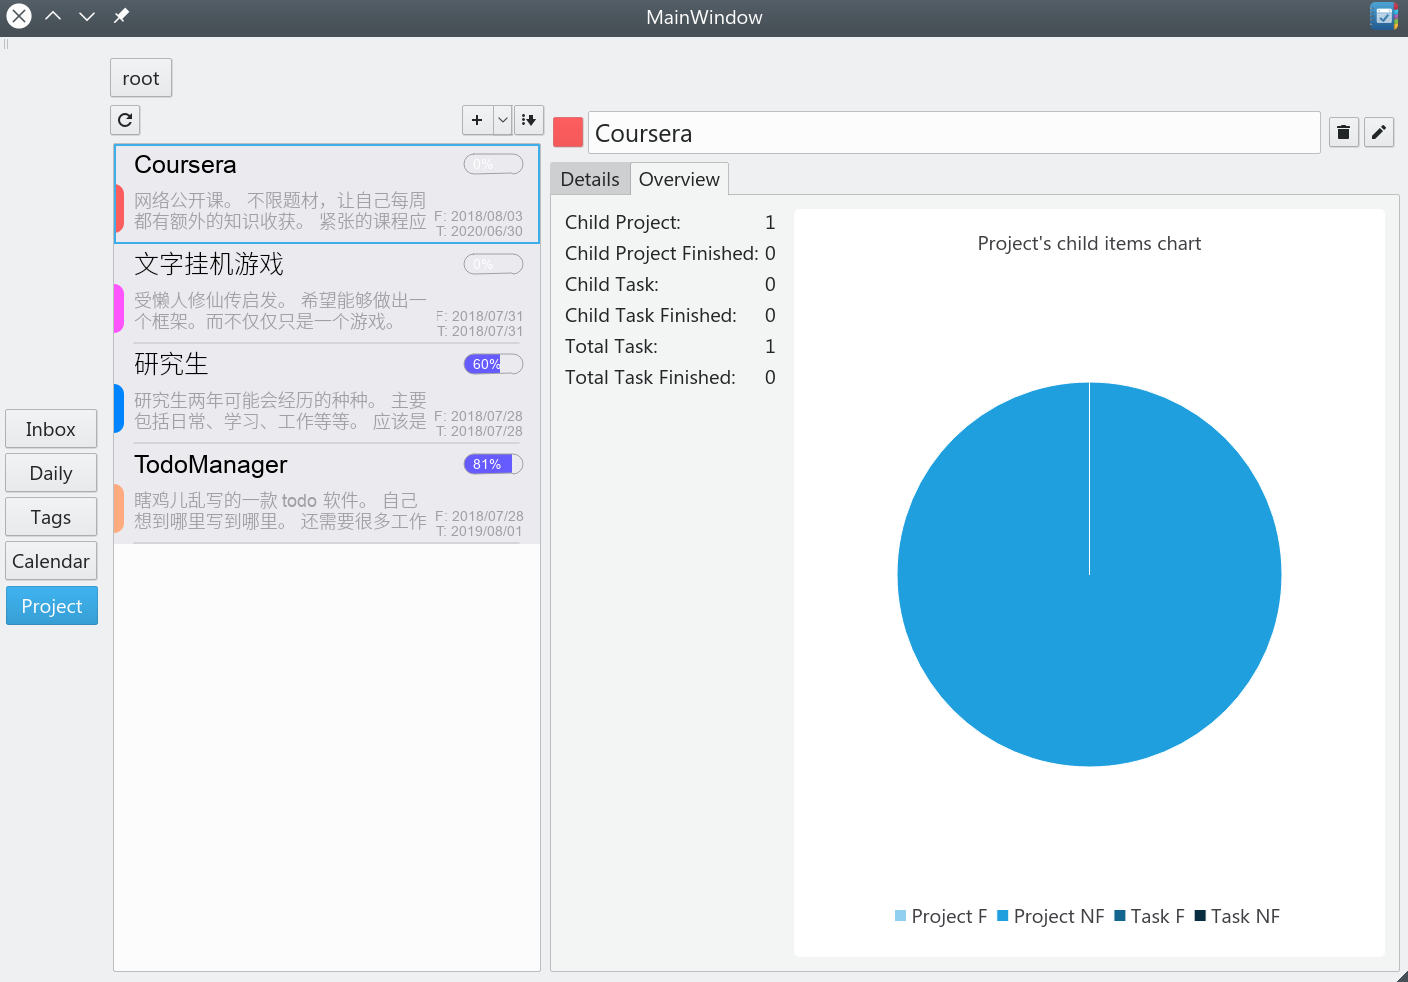 MainWindow
root
Coursera
0%
网络公开课。 不限题材，让自己每周
都有额外的知识收获。 紧张的课程应
F: 2018/08/03
T: 2020/06/30
文字挂机游戏
0%
受懒人修仙传启发。 希望能够做出一
个框架。而不仅仅只是一个游戏。
F: 2018/07/31
T: 2018/07/31
研究生
60%
研究生两年可能会经历的种种。 主要
包括日常、学习、工作等等。 应该是
F: 2018/07/28
T: 2018/07/28
TodoManager
81%
瞎鸡儿乱写的一款 todo 软件。 自己
想到哪里写到哪里。 还需要很多工作
F: 2018/07/28
T: 2019/08/01
Inbox
Daily
Tags
Calendar
Project
Coursera
Details Overview
Child Project: 1
Child Project Finished: 0
Child Task: 0
Child Task Finished: 0
Total Task: 1
Total Task Finished: 0
Project's child items chart
Project F Project NF Task F Task NF